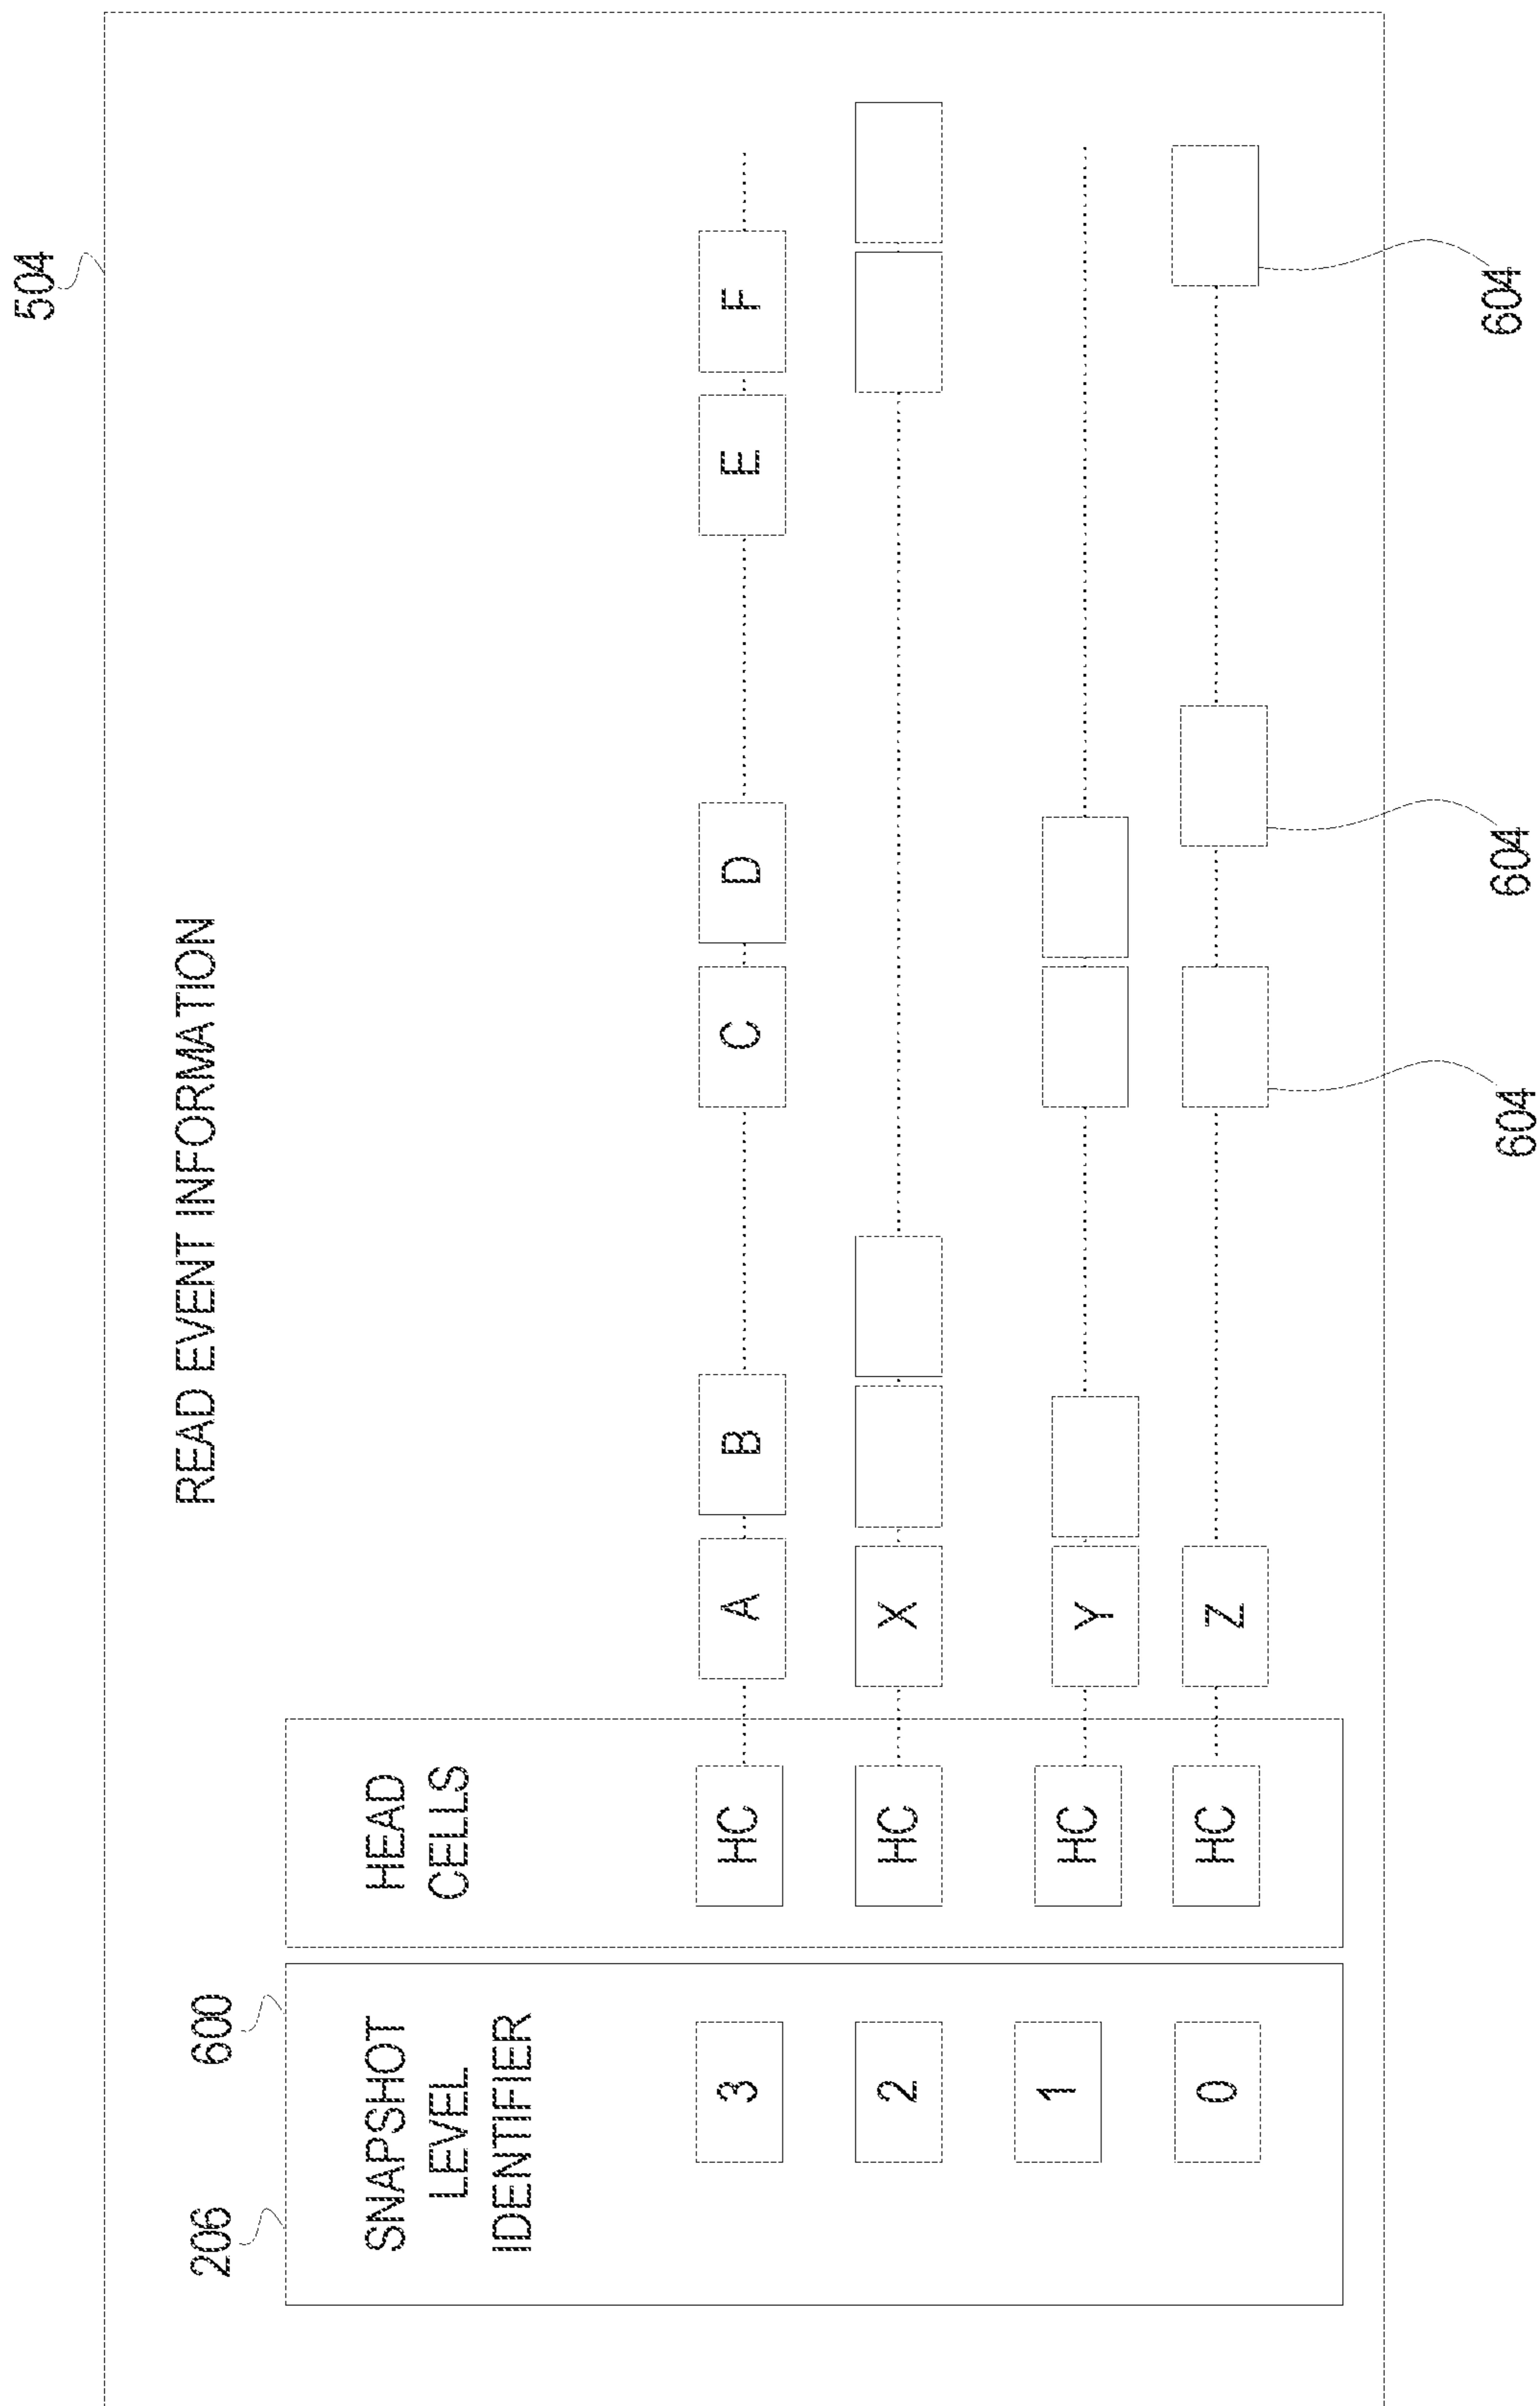 504
READ EVENT INFORMATION
206
600
SNAPSHOT
LEVEL
IDENTIFIER
HEAD
CELLS
3
HC
A
B
C
D
E
F
2
HC
X
1
HC
Y
0
HC
Z
604
604
604